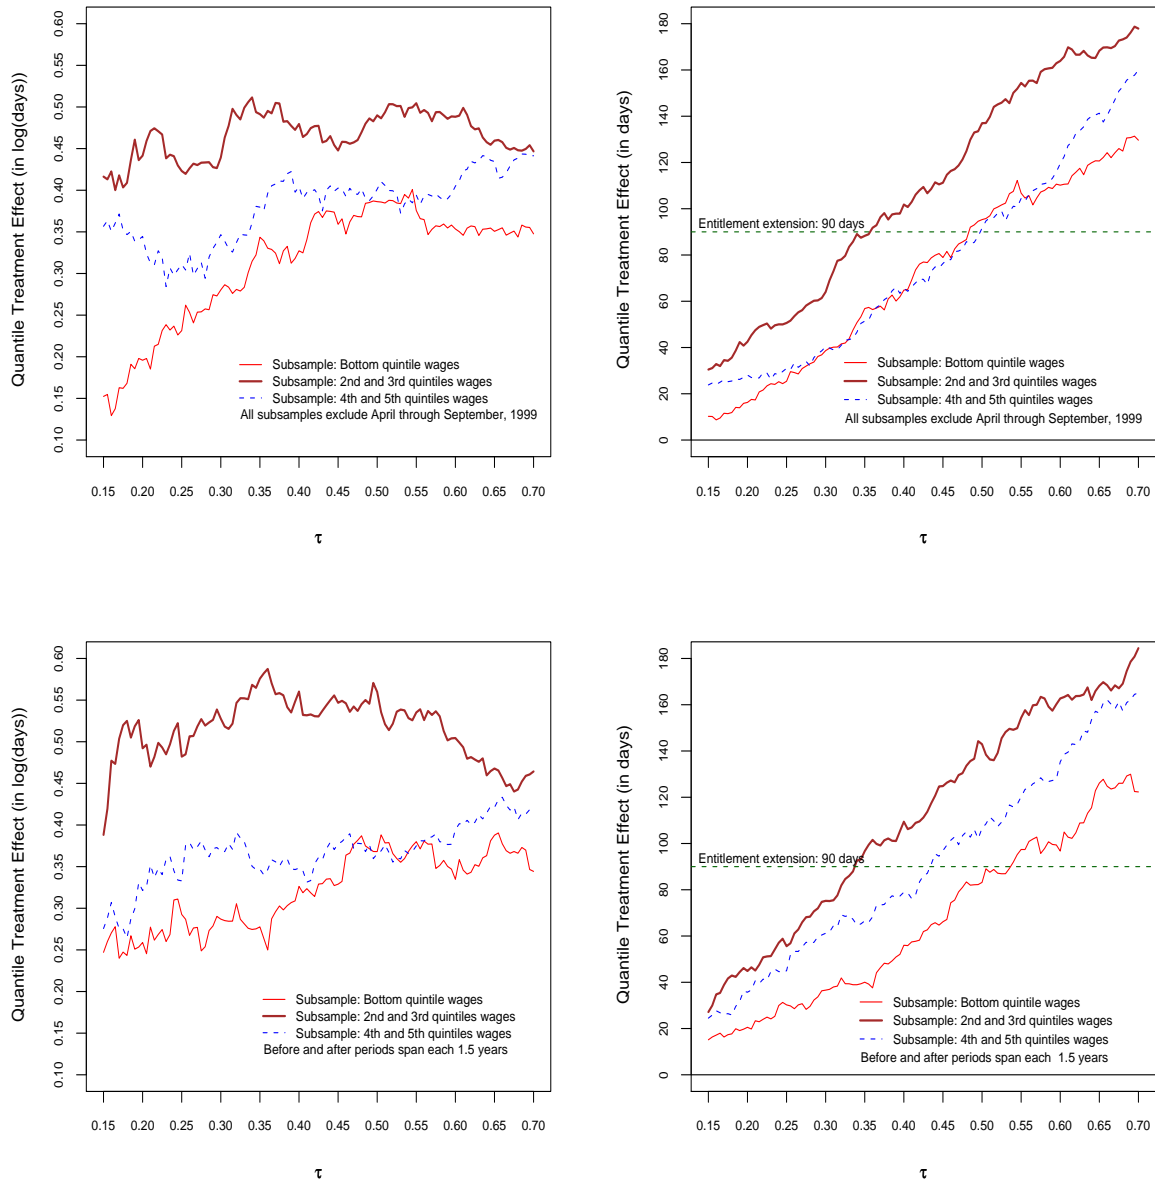 Quantile Treatment Effect (in log(days))
0.60
0.55
0.50
0.45
0.40
0.35
0.30
0.25
0.20
0.15
0.10
Subsample: Bottom quintile wages
Subsample: 2nd and 3rd quintiles wages
Subsample: 4th and 5th quintiles wages
All subsamples exclude April through September, 1999
0.15 0.20 0.25 0.30 0.35 0.40 0.45 0.50 0.55 0.60 0.65 0.70
τ
Quantile Treatment Effect (in days)
180
160
140
120
100
80
60
40
20
0
Entitlement extension: 90 days
Subsample: Bottom quintile wages
Subsample: 2nd and 3rd quintiles wages
Subsample: 4th and 5th quintiles wages
All subsamples exclude April through September, 1999
0.15 0.20 0.25 0.30 0.35 0.40 0.45 0.50 0.55 0.60 0.65 0.70
τ
Quantile Treatment Effect (in log(days))
0.60
0.55
0.50
0.45
0.40
0.35
0.30
0.25
0.20
0.15
0.10
Subsample: Bottom quintile wages
Subsample: 2nd and 3rd quintiles wages
Subsample: 4th and 5th quintiles wages
Before and after periods span each 1.5 years
0.15 0.20 0.25 0.30 0.35 0.40 0.45 0.50 0.55 0.60 0.65 0.70
τ
Quantile Treatment Effect (in days)
180
160
140
120
100
80
60
40
20
0
Entitlement extension: 90 days
Subsample: Bottom quintile wages
Subsample: 2nd and 3rd quintiles wages
Subsample: 4th and 5th quintiles wages
Before and after periods span each 1.5 years
0.15 0.20 0.25 0.30 0.35 0.40 0.45 0.50 0.55 0.60 0.65 0.70
τ